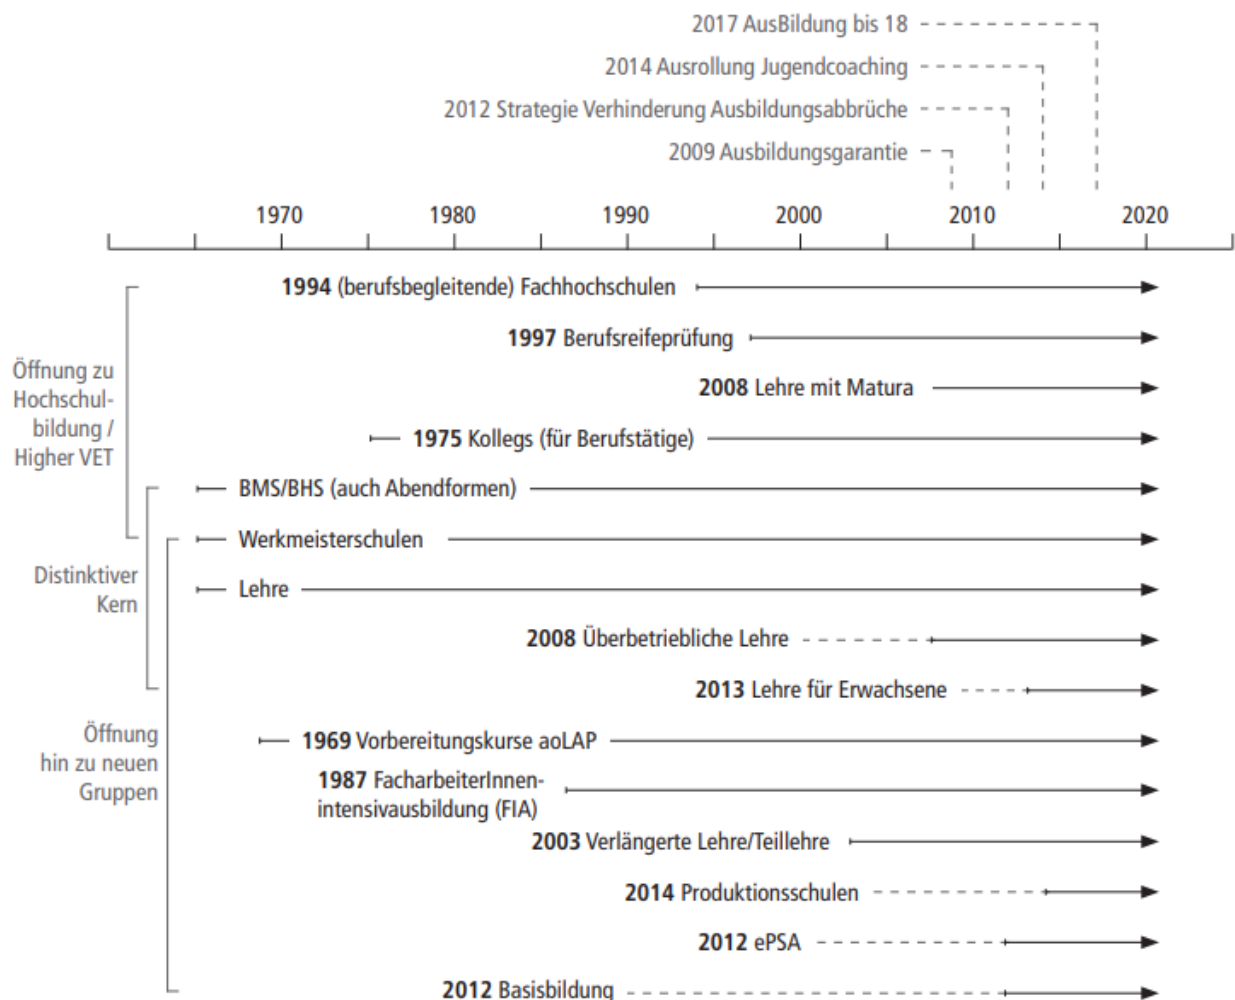 2017 AusBildung bis 18
2014 Ausrollung Jugendcoaching
2012 Strategie Verhinderung Ausbildungsabbrüche
2009 Ausbildungsgarantie
1970 1980 1990 2000 2010 2020
1994 (berufsbegleitende) Fachhochschulen
1997 Berufsreifeprüfung
Öffnung zu
Hochschul-
bildung /
Higher VET
2008 Lehre mit Matura
1975 Kollegs (für Berufstätige)
BMS/BHS (auch Abendformen)
Werkmeisterschulen
Distinktiver
Kern
Lehre
2008 Überbetriebliche Lehre
2013 Lehre für Erwachsene
Öffnung
hin zu neuen
Gruppen
1969 Vorbereitungskurse aoLAP
1987 FacharbeiterInnen-
intensivausbildung (FIA)
2003 Verlängerte Lehre/Teillehre
2014 Produktionsschulen
2012 ePSA
2012 Basisbildung